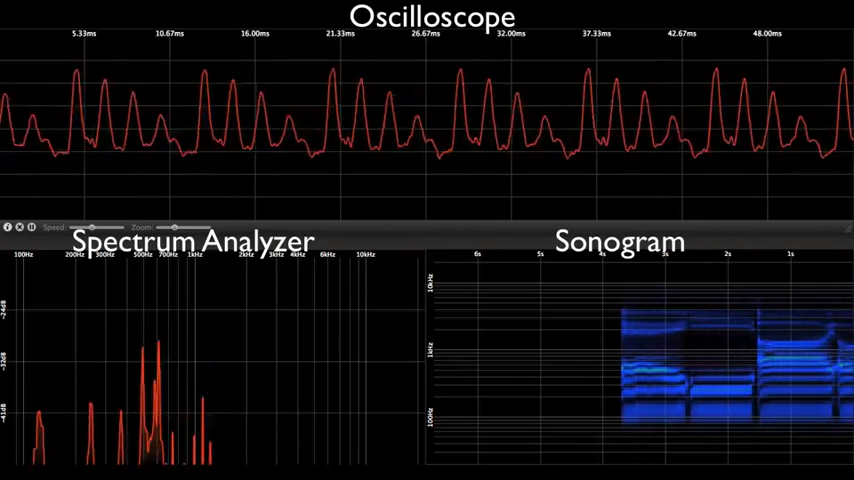 Oscilloscope
5.33ms 10.67ms 16.00ms 21.33ms 26.67ms 32.00ms 37.33ms 42.67ms 48.00ms
Speed: Zoom:
Spectrum Analyzer
Sonogram
100Hz 200Hz 300Hz 500Hz 700Hz 1kHz 2kHz 3kHz 4kHz 6kHz 10kHz
6s 5s 4s 3s 2s 1s
-24dB
-32dB
-41dB
10kHz
1kHz
100Hz